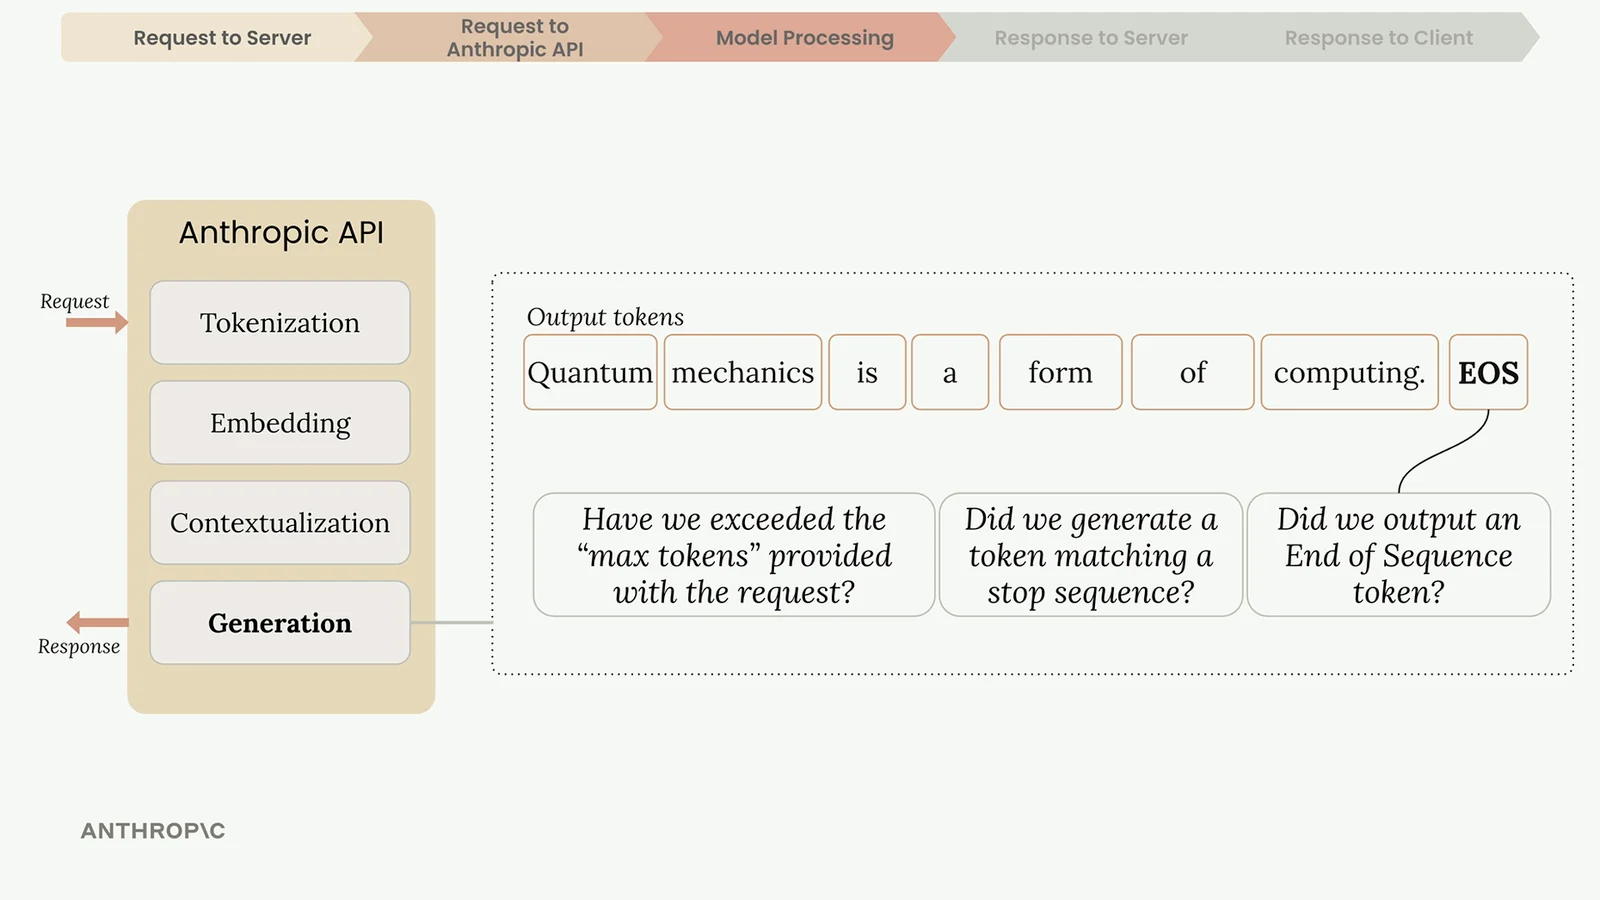 Request to Server
Request to
Anthropic API
Model Processing
Response to Server
Response to Client
Anthropic API
Request
Tokenization
Embedding
Contextualization
Generation
Response
Output tokens
Quantum mechanics is a form of computing. EOS
Have we exceeded the
“max tokens” provided
with the request?
Did we generate a
token matching a
stop sequence?
Did we output an
End of Sequence
token?
ANTHROP\C